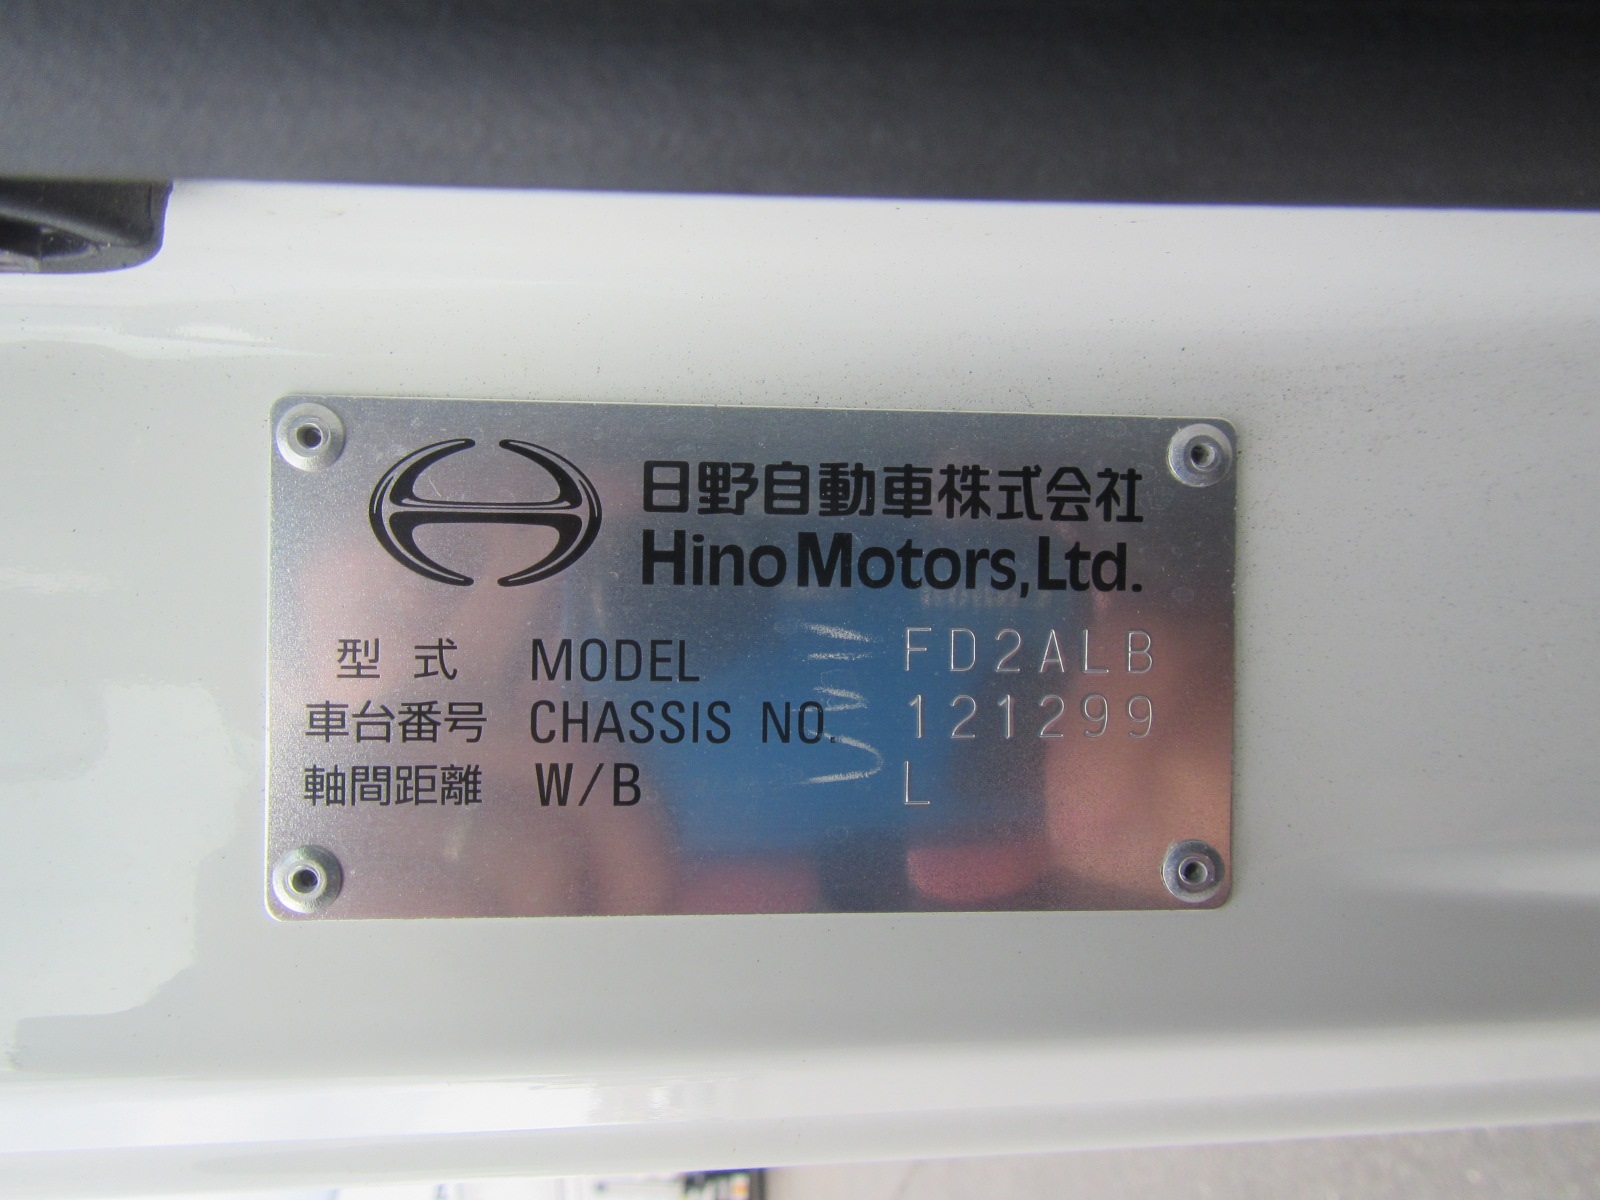 日野自動車株式会社
Hino Motors, Ltd.
型式 MODEL FD2ALB
車台番号 CHASSIS NO. 121299
軸間距離 W/B L